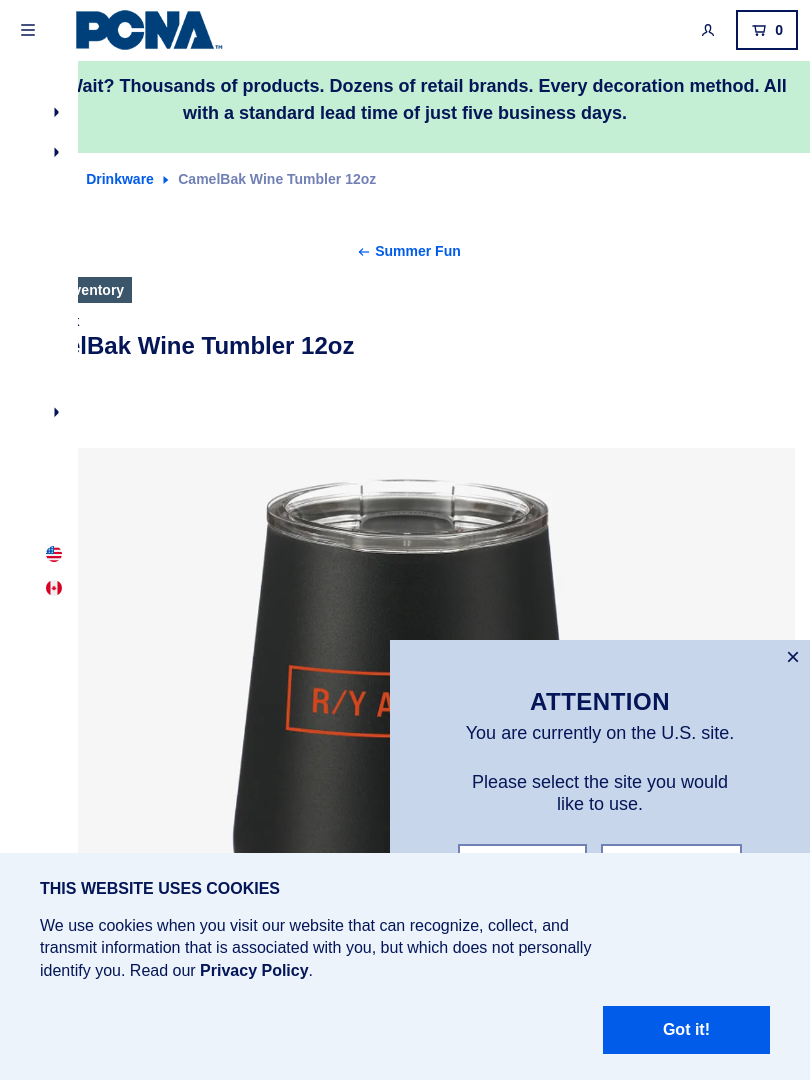 PCNA™
0
Wait? Thousands of products. Dozens of retail brands. Every decoration method. All
with a standard lead time of just five business days.
Drinkware CamelBak Wine Tumbler 12oz
← Summer Fun
elBak Wine Tumbler 12oz
R/Y A
ATTENTION
You are currently on the U.S. site.
Please select the site you would
like to use.
THIS WEBSITE USES COOKIES
We use cookies when you visit our website that can recognize, collect, and
transmit information that is associated with you, but which does not personally
identify you. Read our Privacy Policy.
Got it!